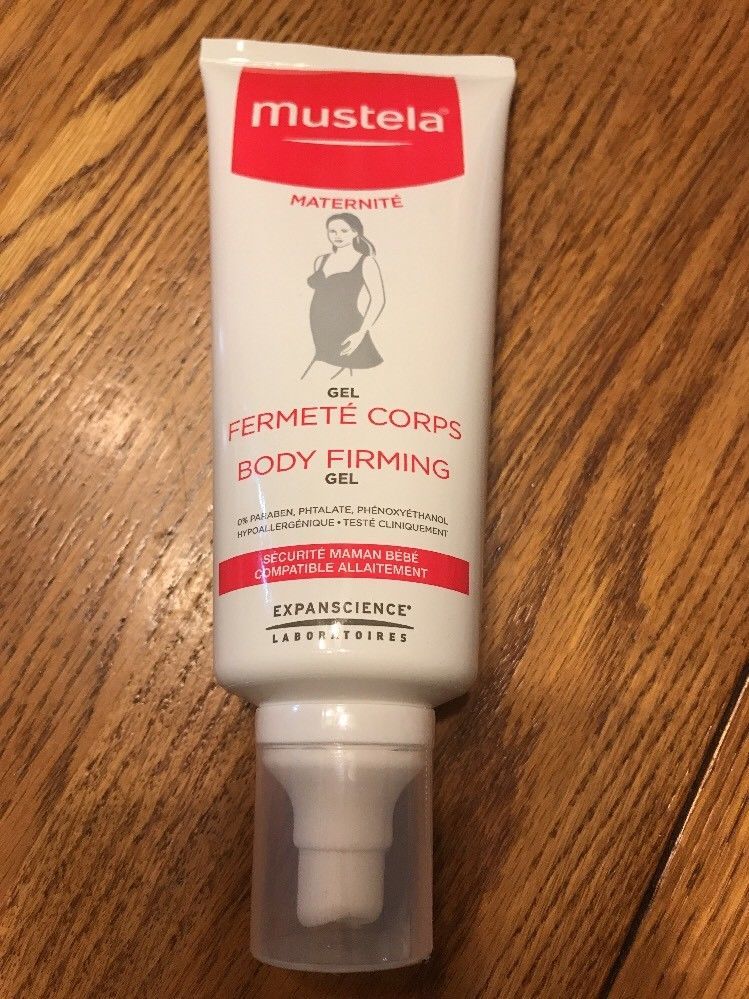 mustela®
MATERNITÉ
GEL
FERMETÉ CORPS
BODY FIRMING
GEL
0% PARABEN, PHTALATE, PHÉNOXYÉTHANOL
HYPOALLERGÉNIQUE • TESTÉ CLINIQUEMENT
SÉCURITÉ MAMAN BÉBÉ
COMPATIBLE ALLAITEMENT
EXPANSCIENCE®
LABORATOIRES